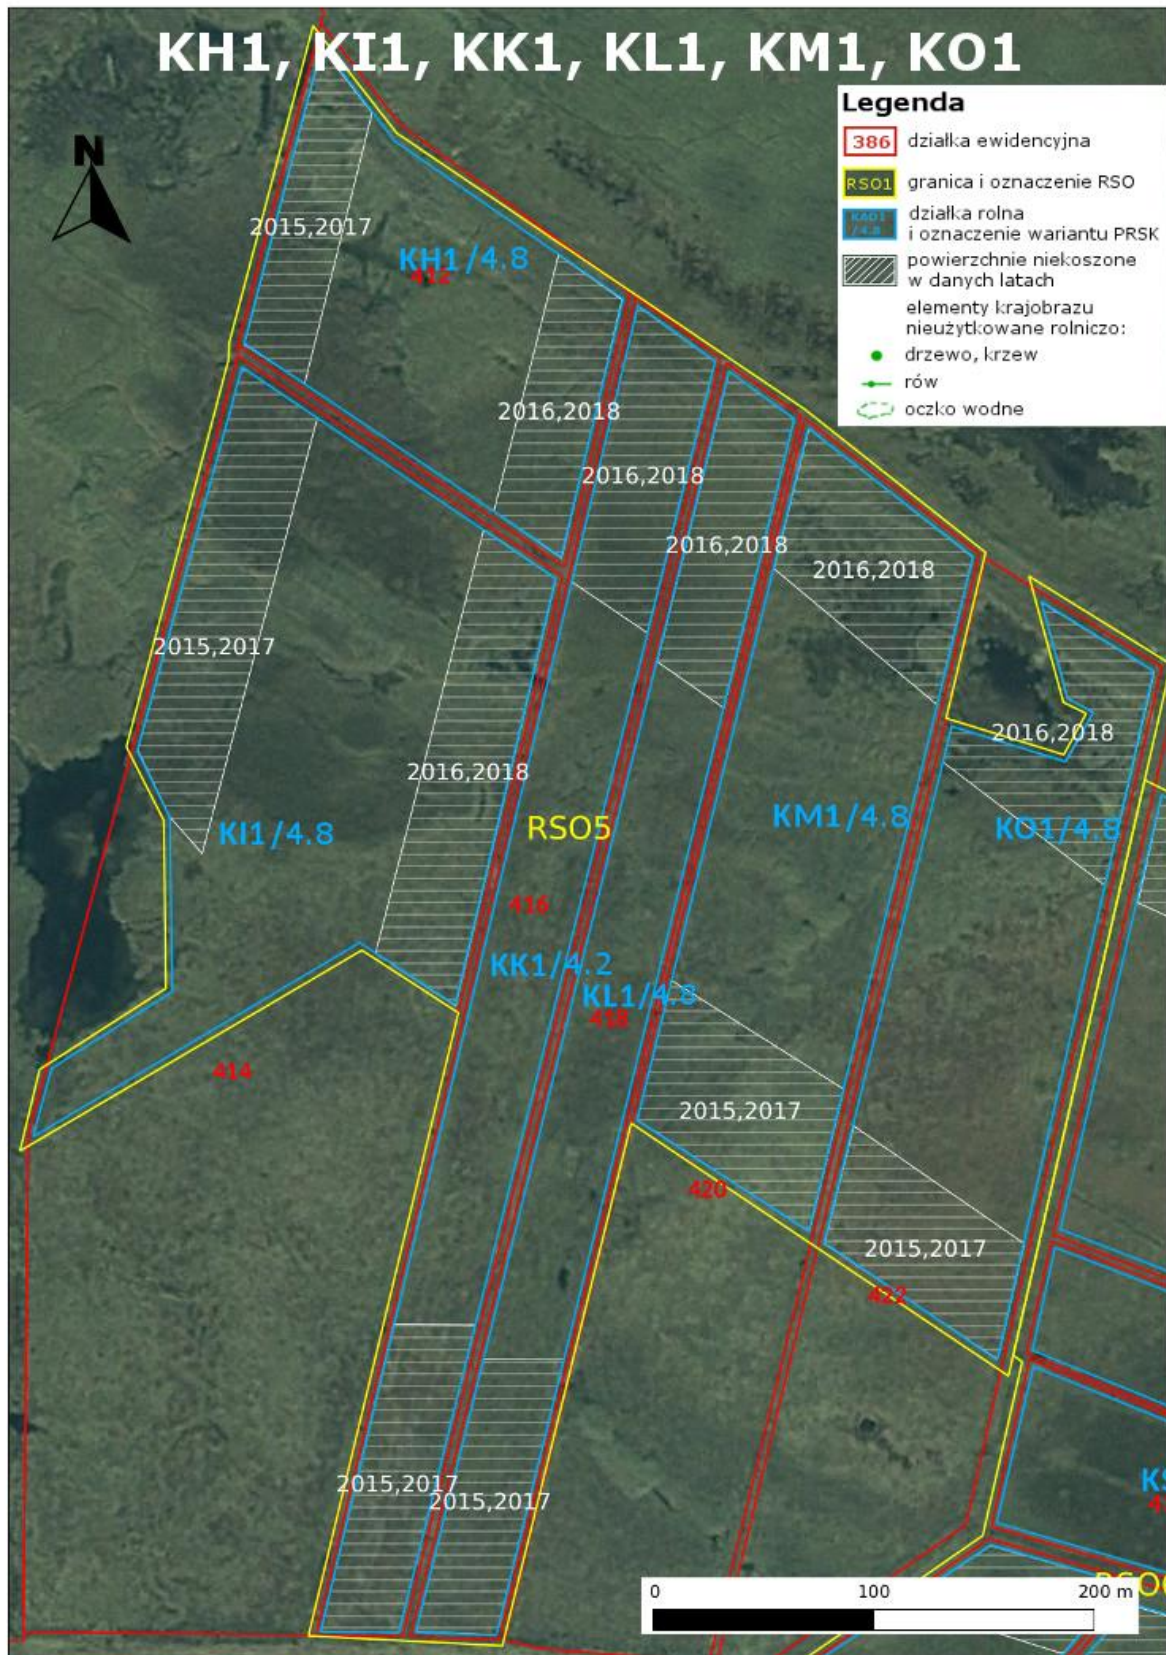 KH1, KI1, KK1, KL1, KM1, KO1
Legenda
386 działka ewidencyjna
RSO1 granica i oznaczenie RSO
KAD1 /4.8 działka rolna
i oznaczenie wariantu PRSK
powierzchnie niekoszone
w danych latach
elementy krajobrazu
nieużytkowane rolniczo:
drzewo, krzew
rów
oczko wodne
N
2015,2017
KH1/4.8
412
2016,2018
2016,2018
2016,2018
2016,2018
2015,2017
2016,2018
2016,2018
KI1/4.8
RSO5
KM1/4.8
KO1/4.8
416
KK1/4.2
KL1/4.8
418
414
2015,2017
420
2015,2017
422
2015,2017
2015,2017
0 100 200 m